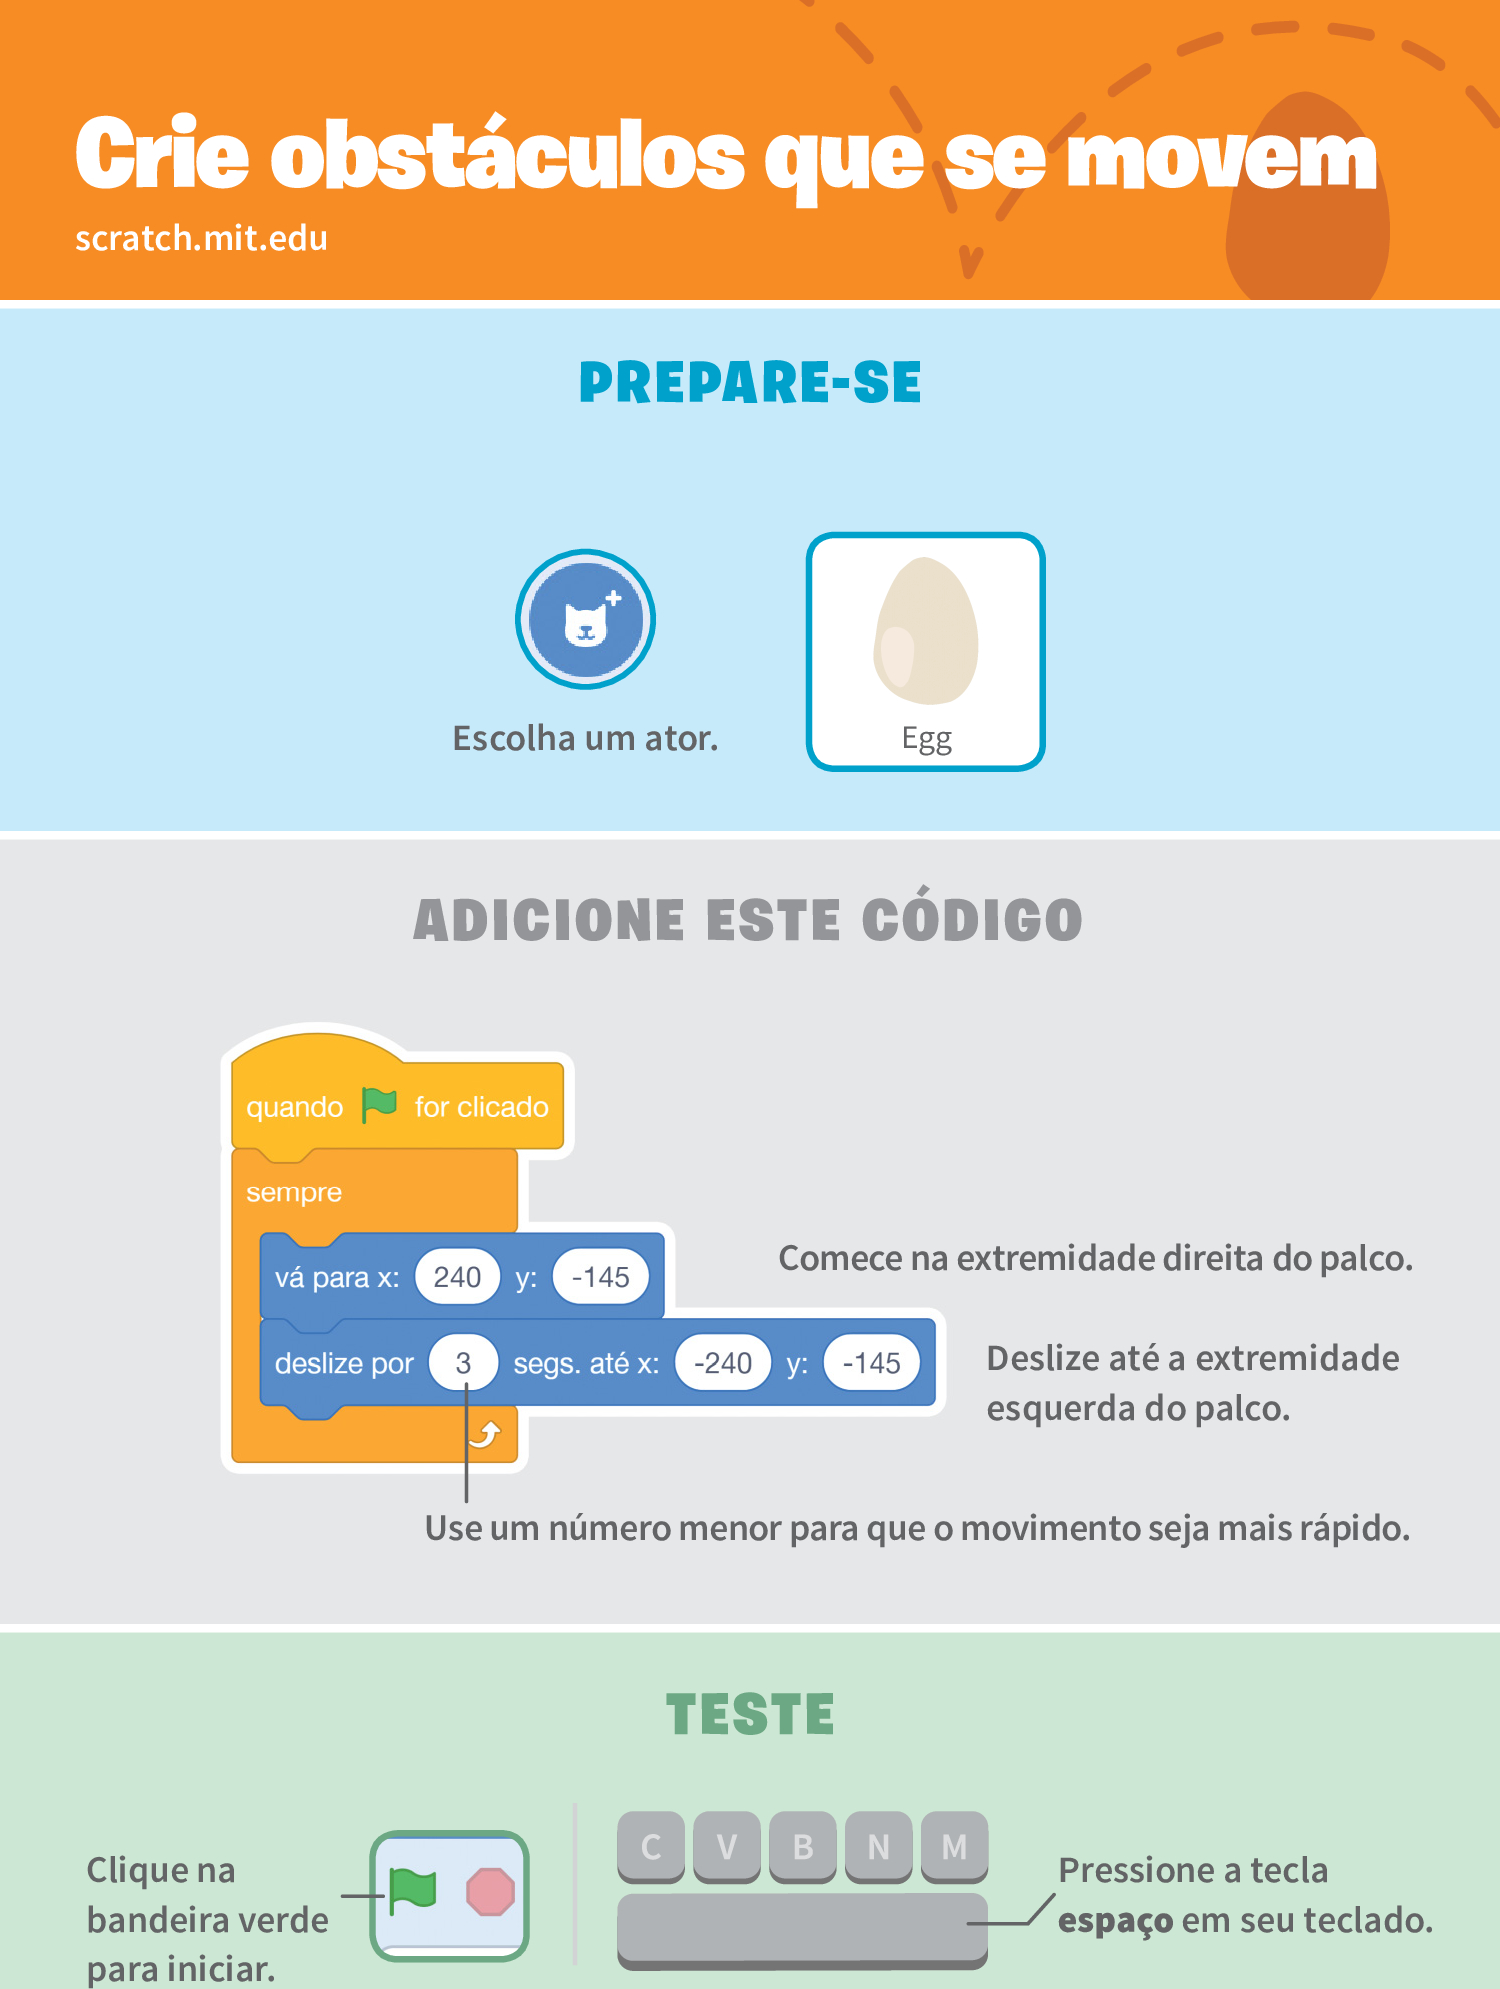 Crie obstáculos que se movem
scratch.mit.edu
PREPARE-SE
Escolha um ator.
Egg
ADICIONE ESTE CÓDIGO
quando for clicado
sempre
vá para x: 240 y: -145
Comece na extremidade direita do palco.
deslize por 3 segs. até x: -240 y: -145
Deslize até a extremidade
esquerda do palco.
Use um número menor para que o movimento seja mais rápido.
TESTE
Clique na
bandeira verde
para iniciar.
C V B N M
Pressione a tecla
espaço em seu teclado.